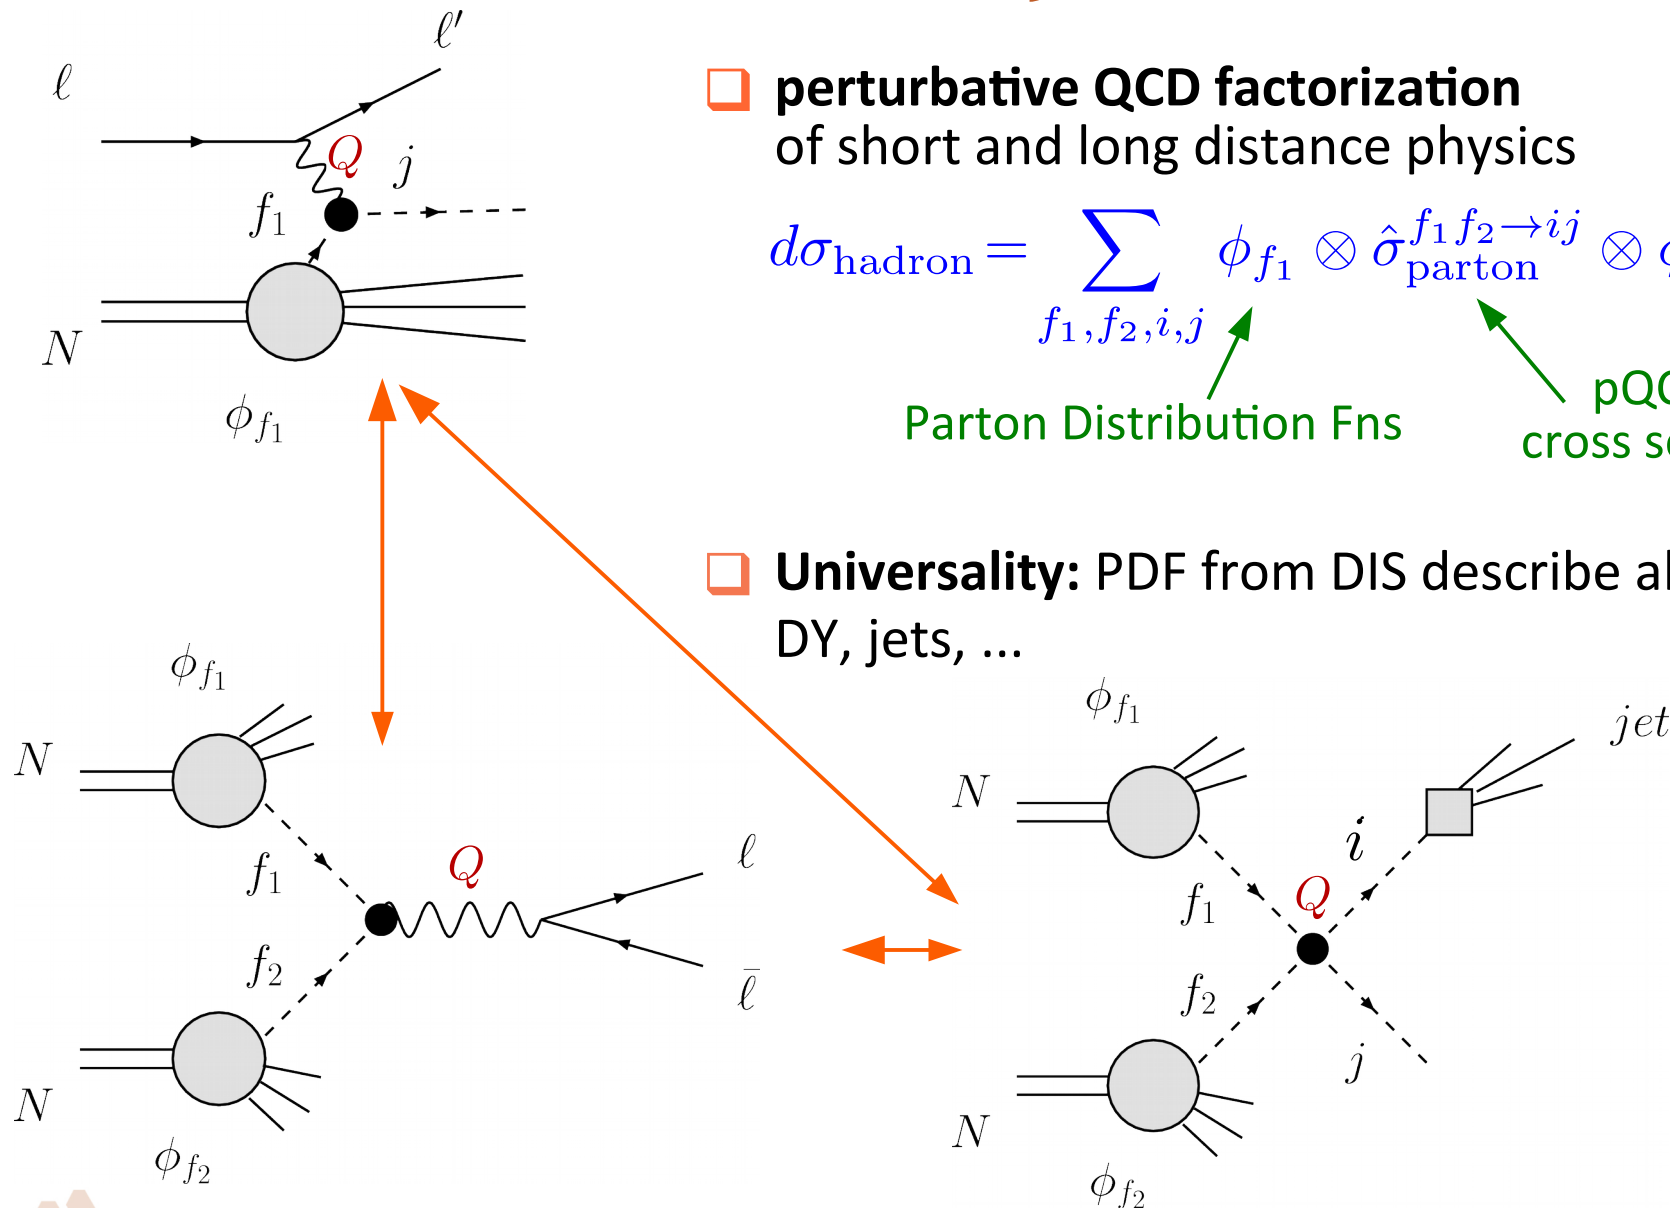 ℓ
ℓ′
Q
j
f₁
N
ϕ_{f₁}
❑ perturbative QCD factorization
of short and long distance physics
dσ_hadron = ∑_{f₁,f₂,i,j} ϕ_{f₁} ⊗ σ̂_parton^{f₁f₂→ij} ⊗
Parton Distribution Fns
cross
❑ Universality: PDF from DIS describe
DY, jets, ...
ϕ_{f₁}
N
f₁
Q
ℓ
f₂
ℓ̄
N
ϕ_{f₂}
ϕ_{f₁}
jet
N
i
f₁
Q
f₂
j
N
ϕ_{f₂}